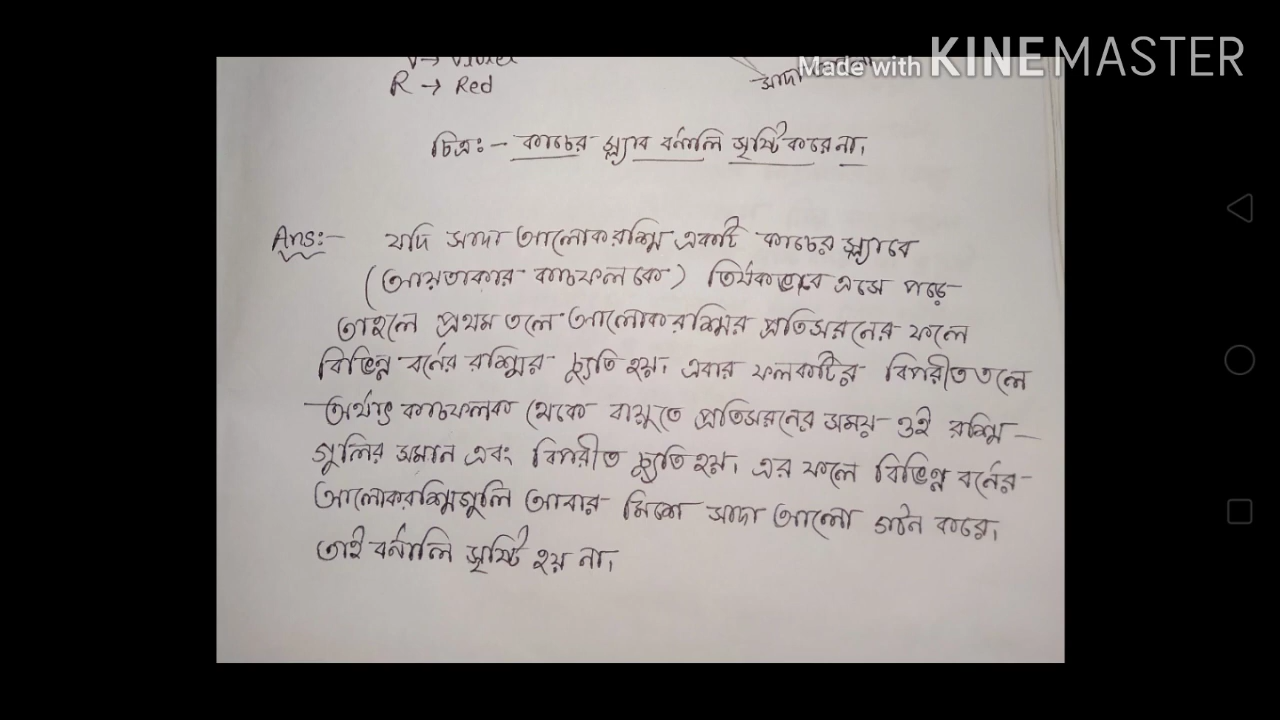 Made with KINEMASTER
R → Red
সাদা
চিত্রঃ- কাচের স্ল্যাব বর্নালি সৃষ্টি করে না।
Ans:- যদি সাদা আলোকরশ্মি একটি কাচের স্ল্যাবে
(আয়তাকার কাচফলকে) তির্যকভাবে এসে পড়ে
তাহলে প্রথম তলে আলোকরশ্মির প্রতিসরনের ফলে
বিভিন্ন বর্নের রশ্মির চ্যুতি হয়। এবার ফলকটির বিপরীত তলে
অর্থাৎ কাচফলক থেকে বায়ুতে প্রতিসরনের সময় ওই রশ্মি-
গুলির সমান এবং বিপরীত চ্যুতি হয়। এর ফলে বিভিন্ন বর্নের
আলোকরশ্মিগুলি আবার মিশে সাদা আলো গঠন করে।
তাই বর্নালি সৃষ্টি হয় না।